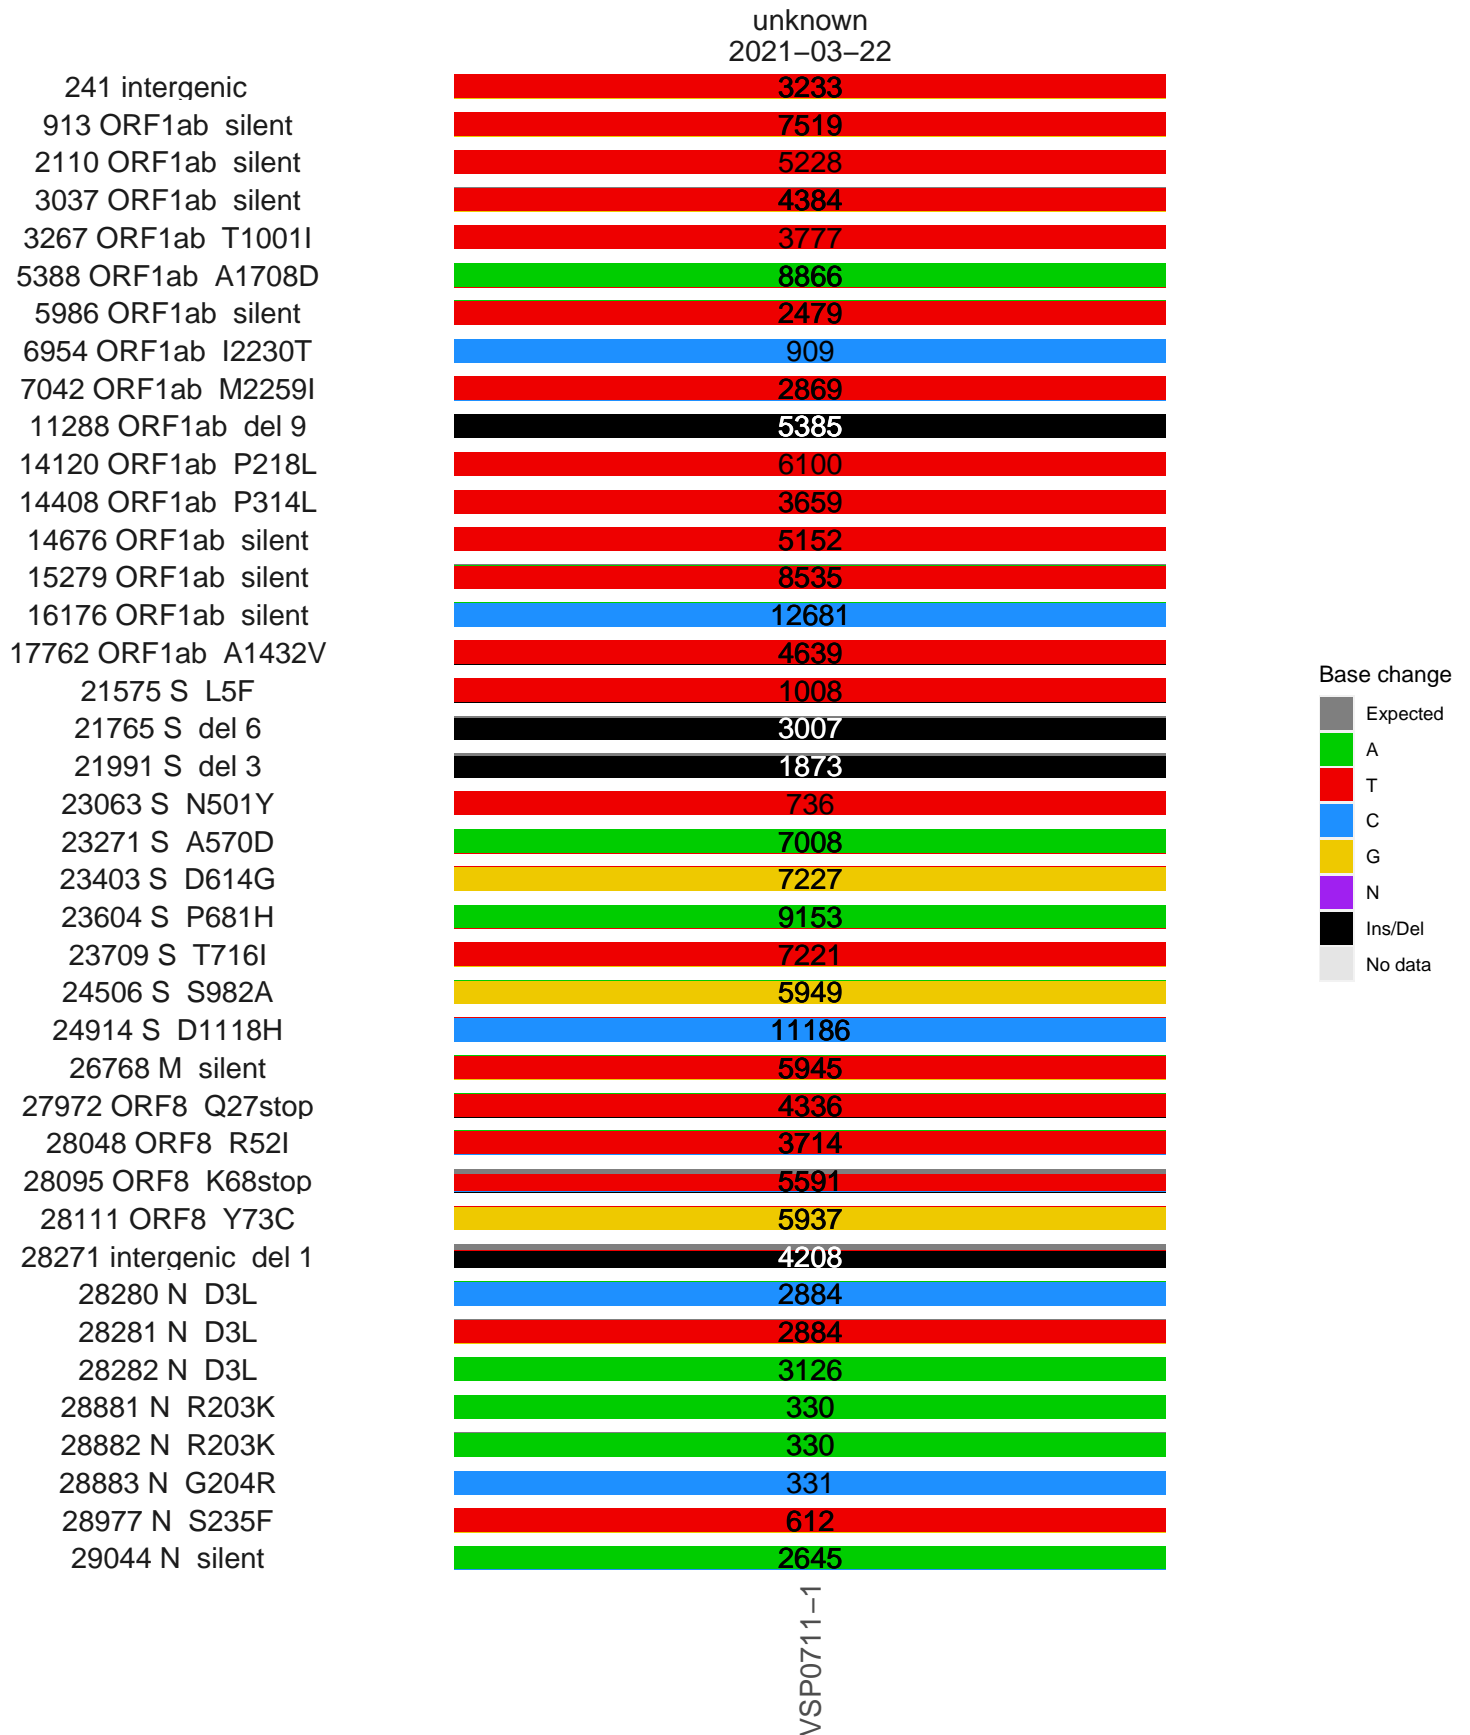 unknown
2021−03−22
241 intergenic 3233
913 ORF1ab silent 7519
2110 ORF1ab silent 5228
3037 ORF1ab silent 4384
3267 ORF1ab T1001I 3777
5388 ORF1ab A1708D 8866
5986 ORF1ab silent 2479
6954 ORF1ab I2230T 909
7042 ORF1ab M2259I 2869
11288 ORF1ab del 9 5385
14120 ORF1ab P218L 6100
14408 ORF1ab P314L 3659
14676 ORF1ab silent 5152
15279 ORF1ab silent 8535
16176 ORF1ab silent 12681
17762 ORF1ab A1432V 4639
21575 S L5F 1008
21765 S del 6 3007
21991 S del 3 1873
23063 S N501Y 736
23271 S A570D 7008
23403 S D614G 7227
23604 S P681H 9153
23709 S T716I 7221
24506 S S982A 5949
24914 S D1118H 11186
26768 M silent 5945
27972 ORF8 Q27stop 4336
28048 ORF8 R52I 3714
28095 ORF8 K68stop 5591
28111 ORF8 Y73C 5937
28271 intergenic del 1 4208
28280 N D3L 2884
28281 N D3L 2884
28282 N D3L 3126
28881 N R203K 330
28882 N R203K 330
28883 N G204R 331
28977 N S235F 612
29044 N silent 2645
VSP0711−1
Base change
Expected
A
T
C
G
N
Ins/Del
No data